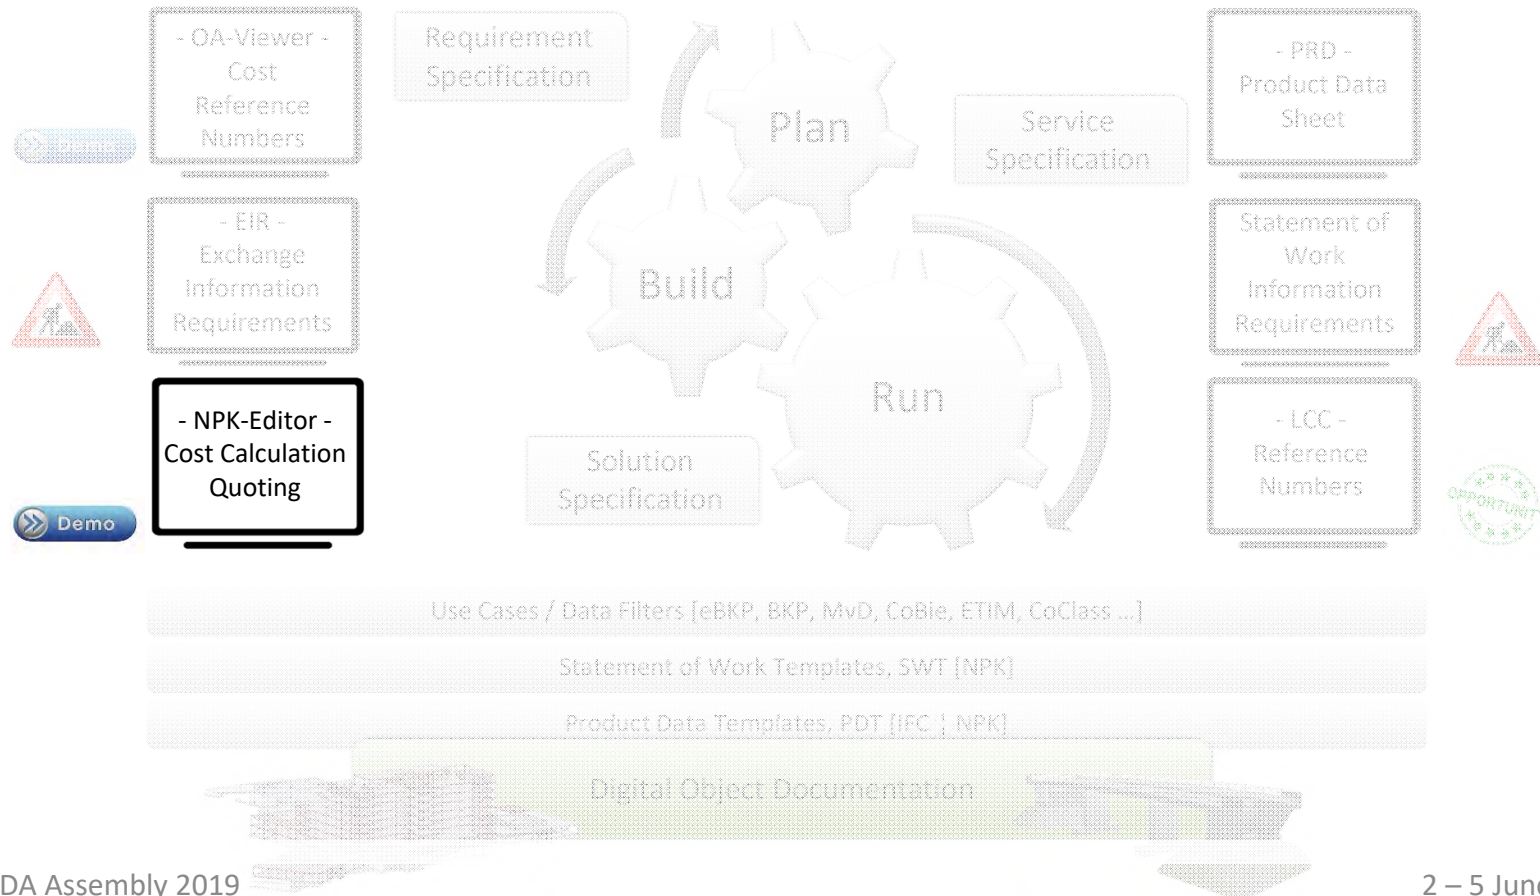 - OA-Viewer -
Cost
Reference
Numbers
Requirement
Specification
Plan
Service
Specification
- PRD -
Product Data
Sheet
- EIR -
Exchange
Information
Requirements
Build
Statement of
Work
Information
Requirements
- NPK-Editor -
Cost Calculation
Quoting
Demo
Run
Solution
Specification
- LCC -
Reference
Numbers
Use Cases / Data Filters [eBKP, BKP, MvD, CoBie, ETIM, CoClass ...]
Statement of Work Templates, SWT [NPK]
Product Data Templates, PDT [IFC ¦ NPK]
Digital Object Documentation
DA Assembly 2019
2 – 5 June